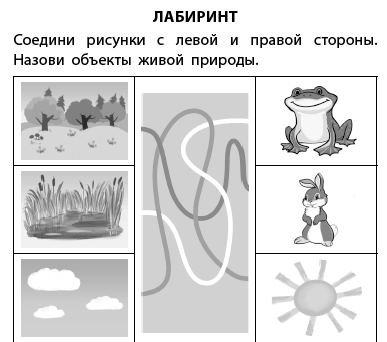 ЛАБИРИНТ
Соедини рисунки с левой и правой стороны.
Назови объекты живой природы.